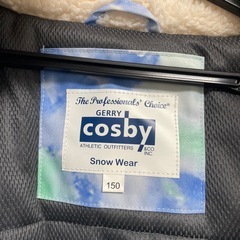 The Professionals' Choice®
GERRY
cosby
ATHLETIC OUTFITTERS &CO INC.
Snow Wear
150